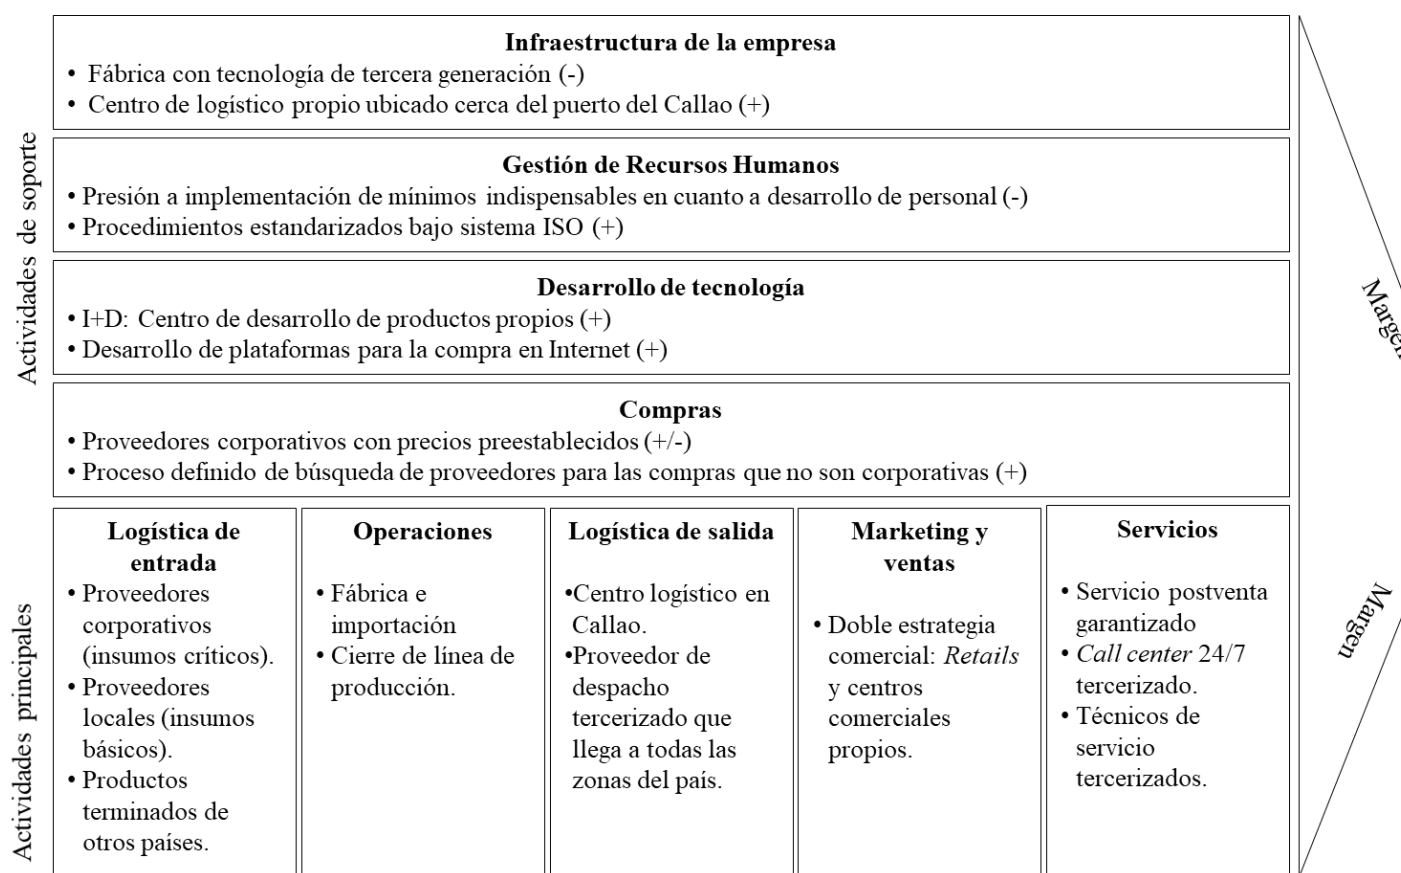 Actividades de soporte
Infraestructura de la empresa
• Fábrica con tecnología de tercera generación (-)
• Centro de logístico propio ubicado cerca del puerto del Callao (+)
Gestión de Recursos Humanos
• Presión a implementación de mínimos indispensables en cuanto a desarrollo de personal (-)
• Procedimientos estandarizados bajo sistema ISO (+)
Desarrollo de tecnología
• I+D: Centro de desarrollo de productos propios (+)
• Desarrollo de plataformas para la compra en Internet (+)
Compras
• Proveedores corporativos con precios preestablecidos (+/-)
• Proceso definido de búsqueda de proveedores para las compras que no son corporativas (+)
Actividades principales
Logística de
entrada
• Proveedores
corporativos
(insumos críticos).
• Proveedores
locales (insumos
básicos).
• Productos
terminados de
otros países.
Operaciones
• Fábrica e
importación
• Cierre de línea de
producción.
Logística de salida
•Centro logístico en
Callao.
•Proveedor de
despacho
tercerizado que
llega a todas las
zonas del país.
Marketing y
ventas
• Doble estrategia
comercial: Retails
y centros
comerciales
propios.
Servicios
• Servicio postventa
garantizado
• Call center 24/7
tercerizado.
• Técnicos de
servicio
tercerizados.
Margen
Margen